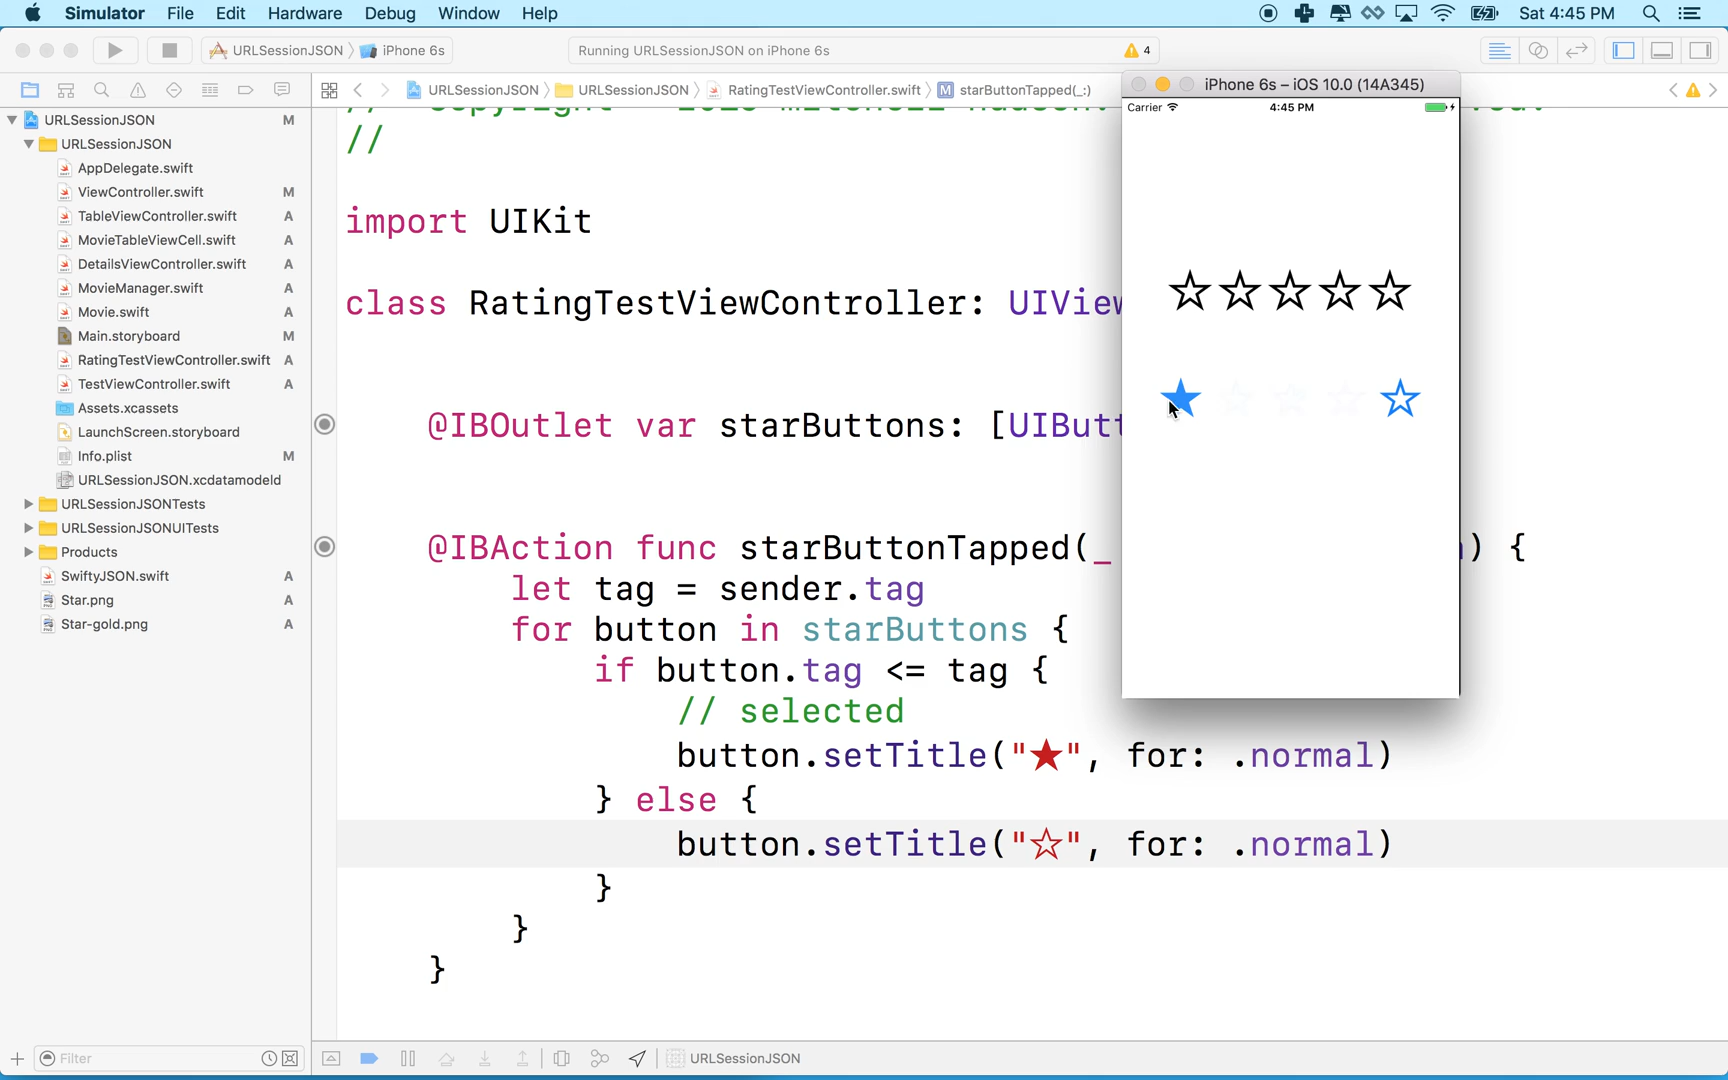 Simulator File Edit Hardware Debug Window Help Sat 4:45 PM
URLSessionJSON iPhone 6s Running URLSessionJSON on iPhone 6s 4
URLSessionJSON URLSessionJSON RatingTestViewController.swift M starButtonTapped(_:)
iPhone 6s – iOS 10.0 (14A345)
Carrier 4:45 PM
URLSessionJSON M
URLSessionJSON
AppDelegate.swift
ViewController.swift M
TableViewController.swift A
MovieTableViewCell.swift A
DetailsViewController.swift A
MovieManager.swift A
Movie.swift A
Main.storyboard M
RatingTestViewController.swift A
TestViewController.swift A
Assets.xcassets
LaunchScreen.storyboard
Info.plist M
URLSessionJSON.xcdatamodeld
URLSessionJSONTests
URLSessionJSONUITests
Products
SwiftyJSON.swift A
Star.png A
Star-gold.png A
Filter
//
import UIKit
class RatingTestViewController: UIView
@IBOutlet var starButtons: [UIButt
@IBAction func starButtonTapped(_ ) {
let tag = sender.tag
for button in starButtons {
if button.tag <= tag {
// selected
button.setTitle("★", for: .normal)
} else {
button.setTitle("☆", for: .normal)
}
}
}
☆☆☆☆☆
★ ☆ ☆ ☆ ☆
URLSessionJSON